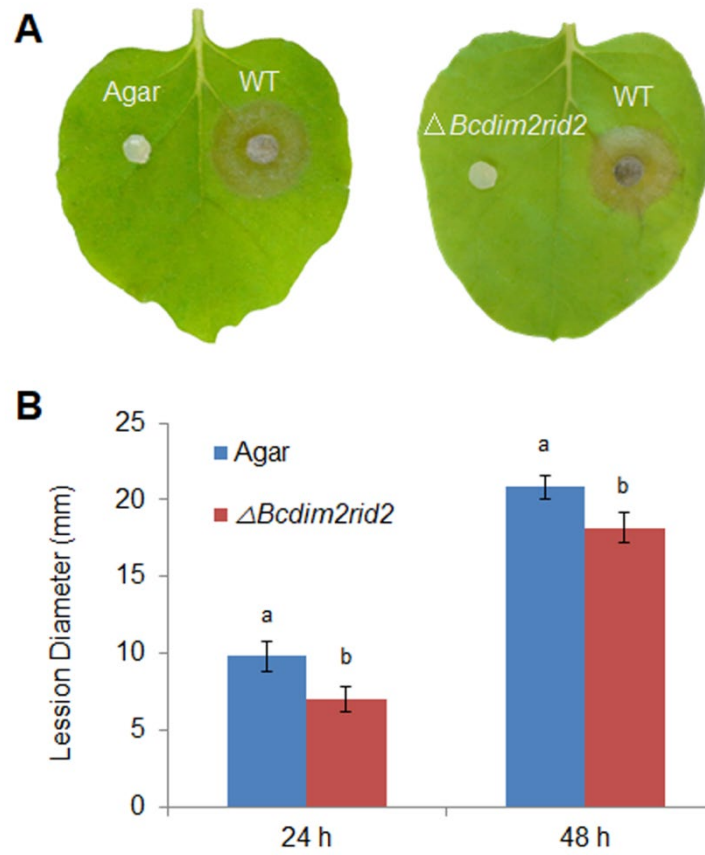 A
Agar
WT
△ Bcdim2rid2
WT
B
Lession Diameter (mm)
25
20
15
10
5
0
Agar
△Bcdim2rid2
a
b
a
b
24 h
48 h